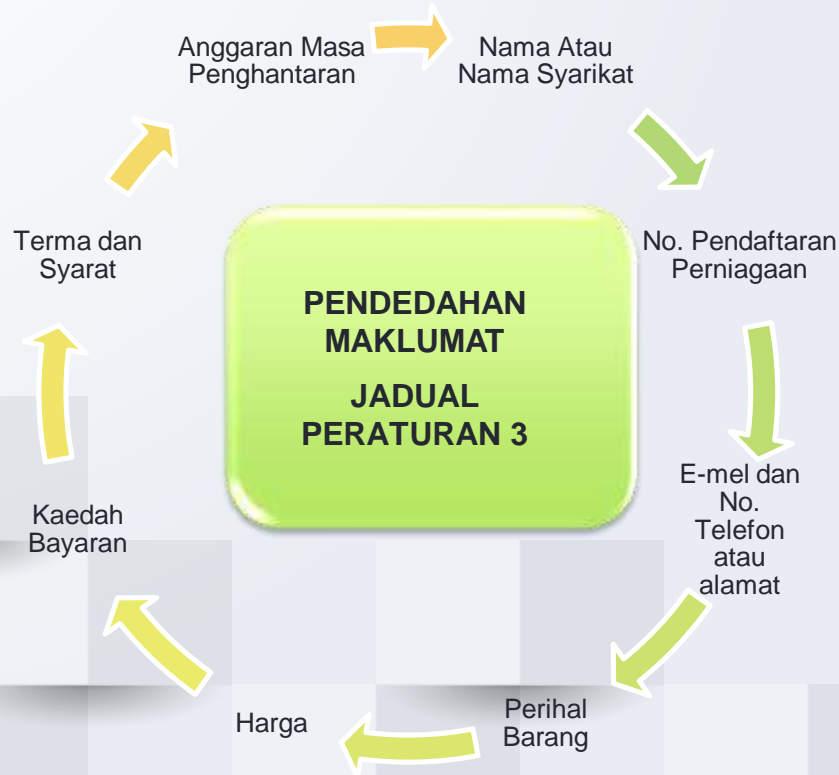 Anggaran Masa
Penghantaran
Nama Atau
Nama Syarikat
No. Pendaftaran
Perniagaan
E-mel dan
No.
Telefon
atau
alamat
Perihal
Barang
Harga
Kaedah
Bayaran
Terma dan
Syarat
PENDEDAHAN
MAKLUMAT
JADUAL
PERATURAN 3